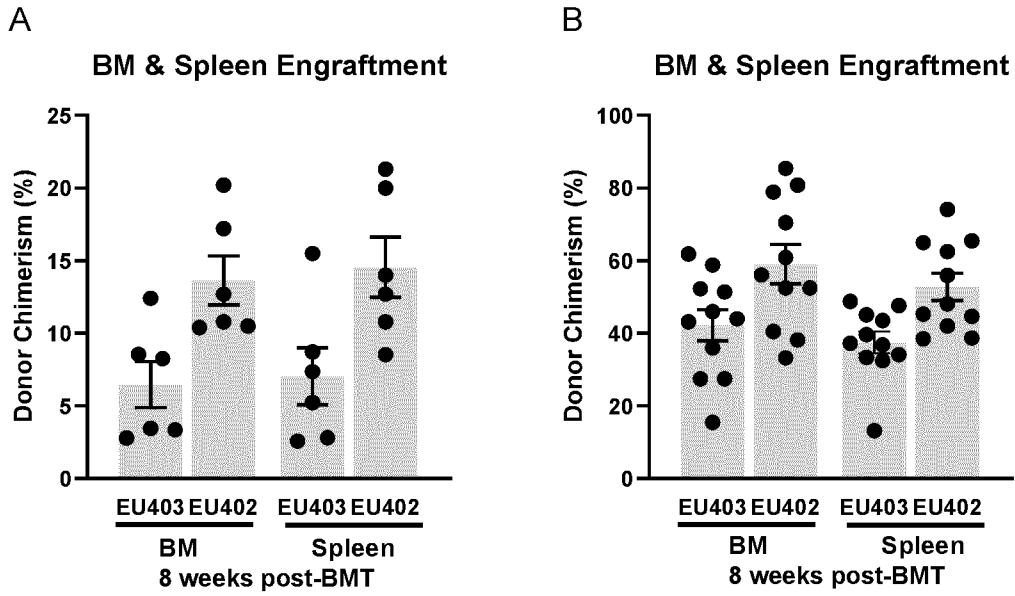 A
BM & Spleen Engraftment
Donor Chimerism (%)
25
20
15
10
5
0
EU403 EU402 EU403 EU402
BM Spleen
8 weeks post-BMT
B
BM & Spleen Engraftment
Donor Chimerism (%)
100
80
60
40
20
0
EU403 EU402 EU403 EU402
BM Spleen
8 weeks post-BMT